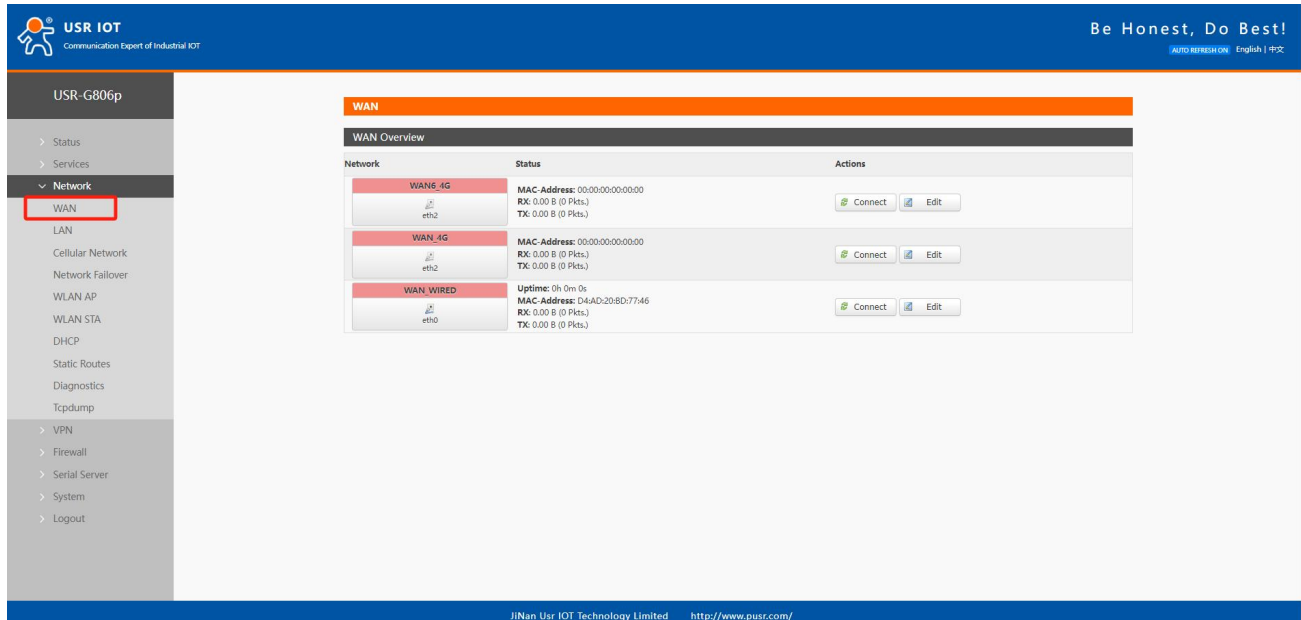 USR IOT
Communication Expert of Industrial IOT
Be Honest, Do Best!
AUTO REFRESH ON English | 中文
USR-G806p
Status
Services
Network
WAN
LAN
Cellular Network
Network Failover
WLAN AP
WLAN STA
DHCP
Static Routes
Diagnostics
Tcpdump
VPN
Firewall
Serial Server
System
Logout
WAN
WAN Overview
Network Status Actions
WAN6_4G
eth2
MAC-Address: 00:00:00:00:00:00
RX: 0.00 B (0 Pkts.)
TX: 0.00 B (0 Pkts.)
Connect Edit
WAN_4G
eth2
MAC-Address: 00:00:00:00:00:00
RX: 0.00 B (0 Pkts.)
TX: 0.00 B (0 Pkts.)
Connect Edit
WAN_WIRED
eth0
Uptime: 0h 0m 0s
MAC-Address: D4:AD:20:BD:77:46
RX: 0.00 B (0 Pkts.)
TX: 0.00 B (0 Pkts.)
Connect Edit
JiNan Usr IOT Technology Limited http://www.pusr.com/